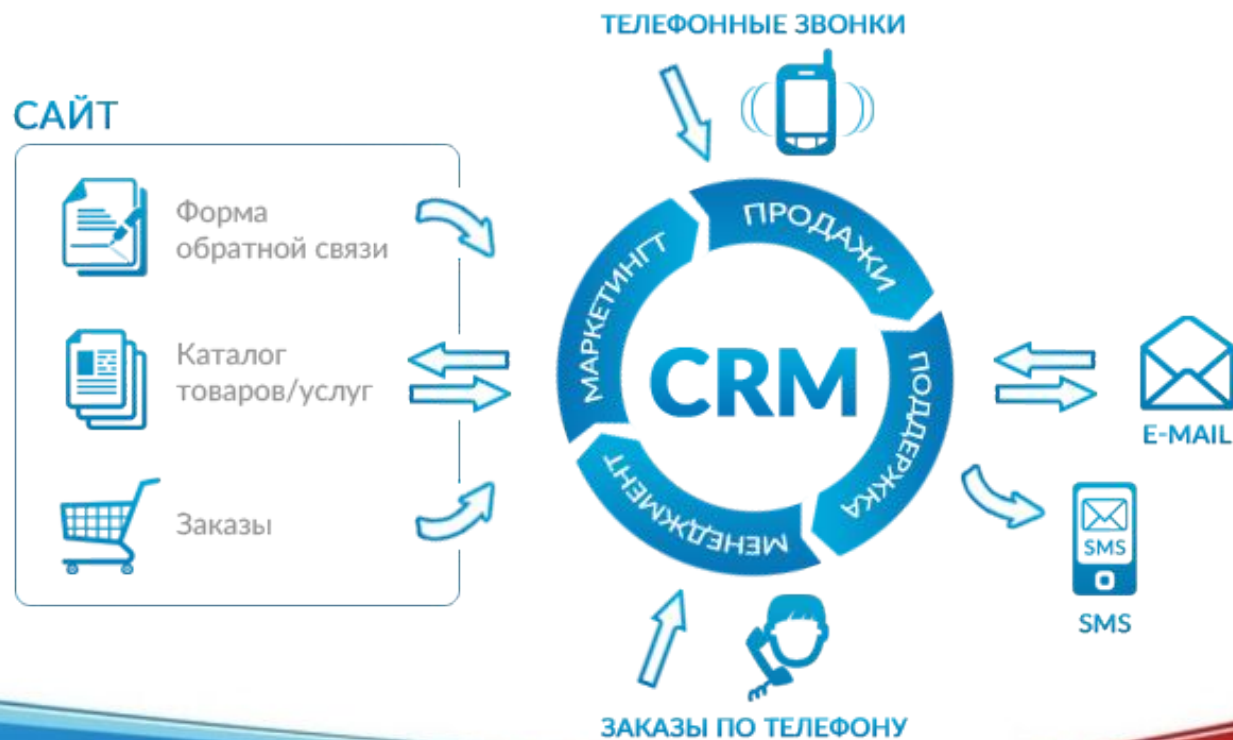 ТЕЛЕФОННЫЕ ЗВОНКИ
САЙТ
Форма
обратной связи
Каталог
товаров/услуг
Заказы
МАРКЕТИНГТ
ПРОДАЖИ
ПОДДЕРЖКА
МЕНЕДЖМЕНТ
CRM
E-MAIL
SMS
SMS
ЗАКАЗЫ ПО ТЕЛЕФОНУ